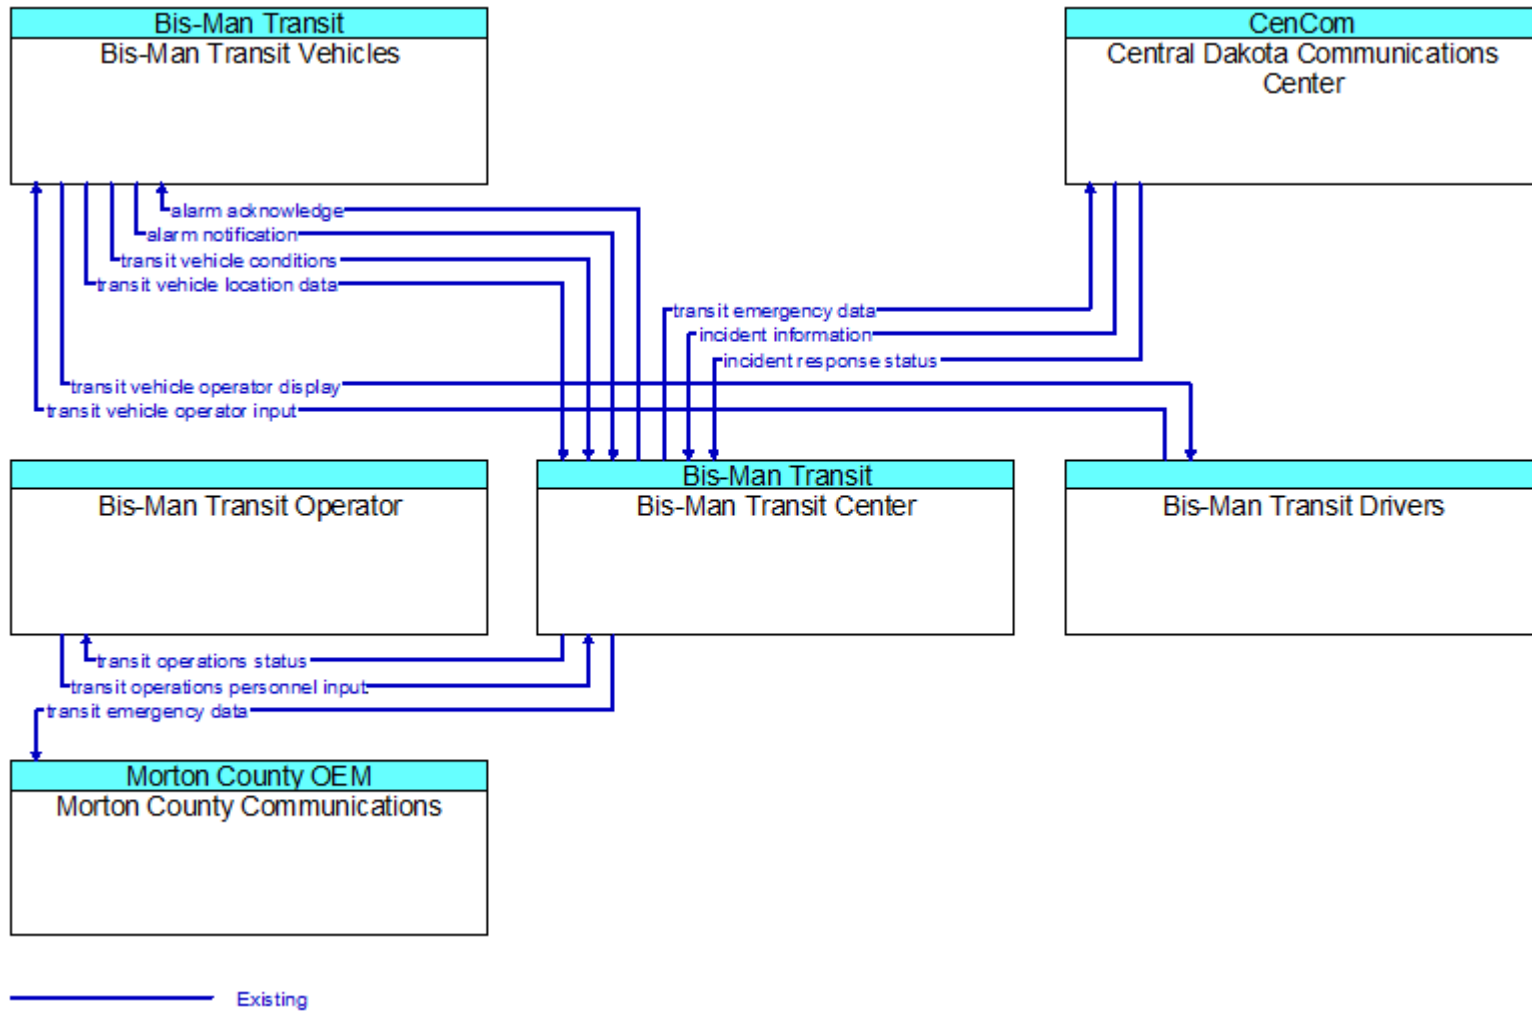 Bis-Man Transit
Bis-Man Transit Vehicles
CenCom
Central Dakota Communications
Center
alarm acknowledge
alarm notification
transit vehicle conditions
transit vehicle location data
transit emergency data
incident information
incident response status
transit vehicle operator display
transit vehicle operator input
Bis-Man Transit Operator
Bis-Man Transit
Bis-Man Transit Center
Bis-Man Transit Drivers
transit operations status
transit operations personnel input
transit emergency data
Morton County OEM
Morton County Communications
Existing